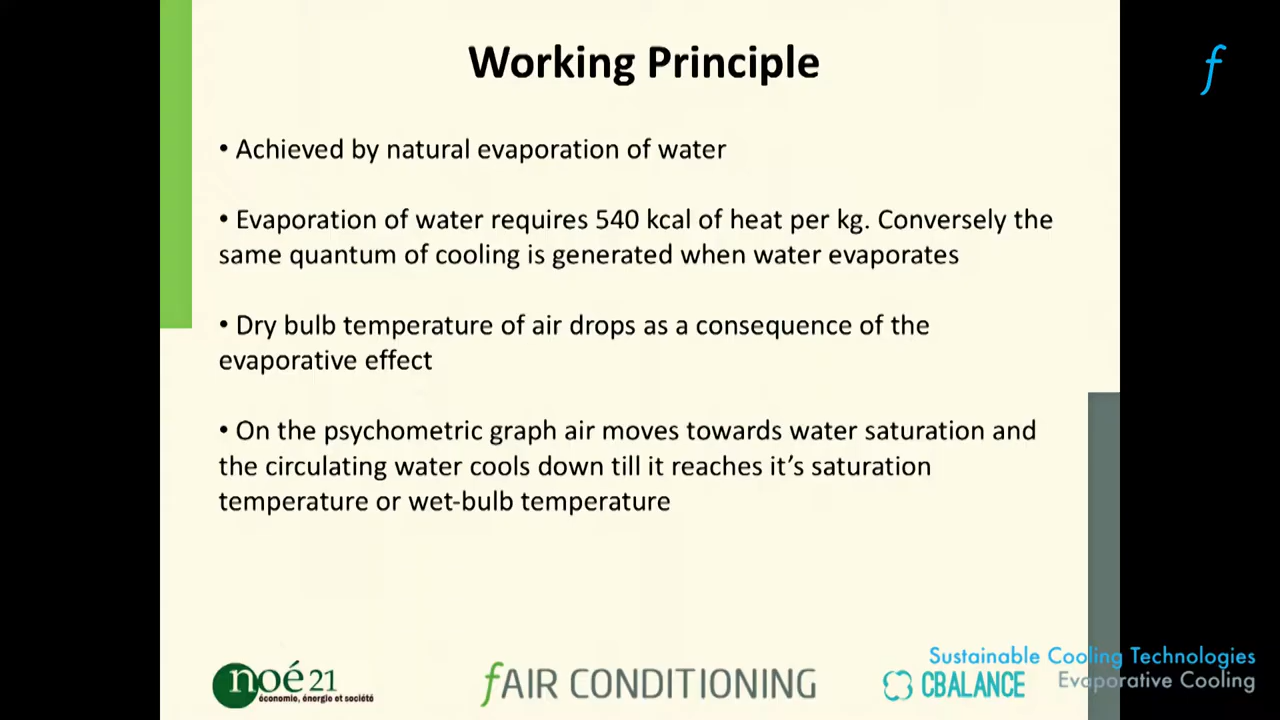 Working Principle
f
• Achieved by natural evaporation of water
• Evaporation of water requires 540 kcal of heat per kg. Conversely the
same quantum of cooling is generated when water evaporates
• Dry bulb temperature of air drops as a consequence of the
evaporative effect
• On the psychometric graph air moves towards water saturation and
the circulating water cools down till it reaches it's saturation
temperature or wet-bulb temperature
noé21
économie, énergie et société
fAIR CONDITIONING
Sustainable Cooling Technologies
CBALANCE
Evaporative Cooling